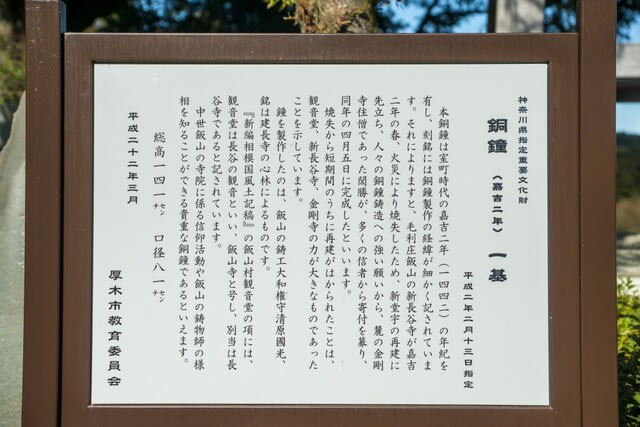 神奈川県指定重要文化財
銅鐘（嘉吉二年） 一基
平成二年二月十三日指定
本銅鐘は室町時代の嘉吉二年（一四四二）の年紀を
有し、刻銘には銅鐘製作の経緯が細かく記されていま
す。それによりますと、毛利庄飯山の新長谷寺が嘉吉
二年の春、火災により焼失したため、新堂宇の再建に
先立ち、人々の銅鐘鋳造への強い願いから、麓の金剛
寺住僧であった
勝が、多くの信者から寄付を募り、
同年の四月五日に完成したといいます。
焼失から短期間のうちに再建がはかられたことは、
観音堂、新長谷寺、金剛寺の力が大きなものであった
ことを示しています。
鐘を製作したのは、飯山の鋳工大和権守清原国光、
銘は建長寺の心林によるものです。
『新編相模国風土記稿』の飯山村観音堂の項には、
観音堂は長谷の観音といい、飯山寺と号し、別当は長
谷寺であると記されています。
中世飯山の寺院に係る信仰活動や飯山の鋳物師の様
相を知ることができる貴重な銅鐘であるといえます。
総高一四一センチ 口径八一センチ
平成二十二年三月
厚木市教育委員会